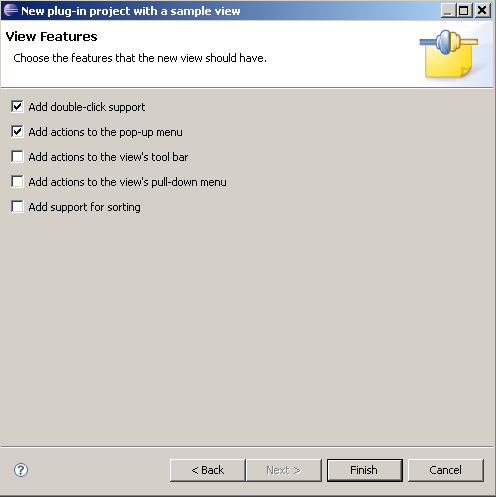 New plug-in project with a sample view
View Features
Choose the features that the new view should have.
Add double-click support
Add actions to the pop-up menu
Add actions to the view's tool bar
Add actions to the view's pull-down menu
Add support for sorting
? < Back Next > Finish Cancel